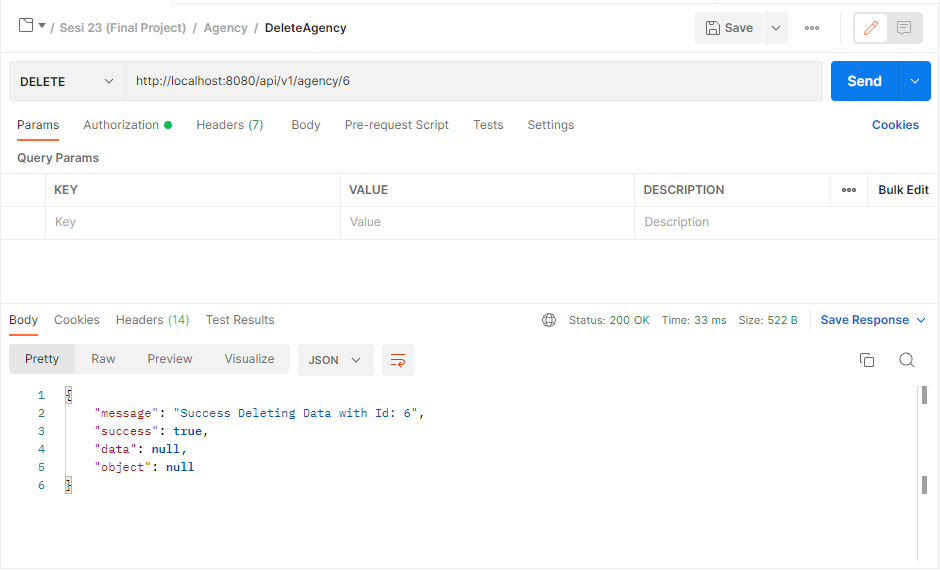 / Sesi 23 (Final Project) / Agency / DeleteAgency Save
DELETE http://localhost:8080/api/v1/agency/6 Send
Params Authorization Headers (7) Body Pre-request Script Tests Settings Cookies
Query Params
KEY VALUE DESCRIPTION Bulk Edit
Key Value Description
Body Cookies Headers (14) Test Results Status: 200 OK Time: 33 ms Size: 522 B Save Response
Pretty Raw Preview Visualize JSON
1 {
2 "message": "Success Deleting Data with Id: 6",
3 "success": true,
4 "data": null,
5 "object": null
6 }